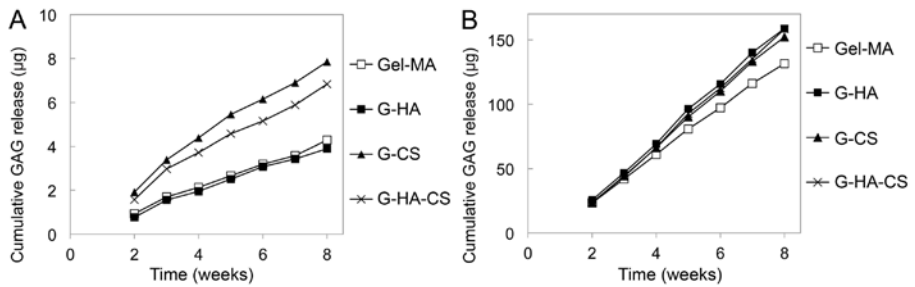 A
Cumulative GAG release (µg)
10
8
6
4
2
0
0
2
4
6
8
Time (weeks)
Gel-MA
G-HA
G-CS
G-HA-CS
B
Cumulative GAG release (µg)
150
100
50
0
0
2
4
6
8
Time (weeks)
Gel-MA
G-HA
G-CS
G-HA-CS